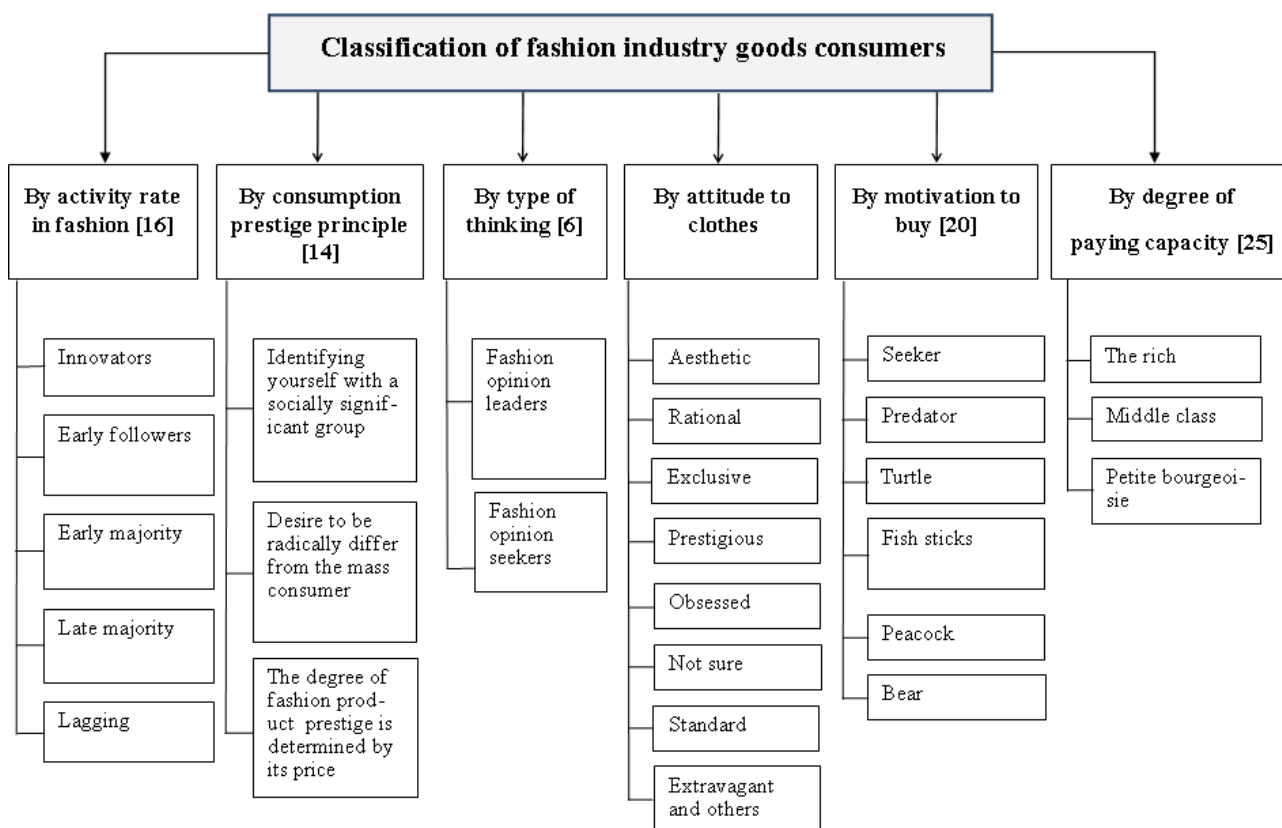 Classification of fashion industry goods consumers
By activity rate
in fashion [16]
Innovators
Early followers
Early majority
Late majority
Lagging
By consumption
prestige principle
[14]
Identifying
yourself with a
socially signif-
icant group
Desire to be
radically differ
from the mass
consumer
The degree of
fashion prod-
uct prestige is
determined by
its price
By type of
thinking [6]
Fashion
opinion
leaders
Fashion
opinion
seekers
By attitude to
clothes
Aesthetic
Rational
Exclusive
Prestigious
Obsessed
Not sure
Standard
Extravagant
and others
By motivation to
buy [20]
Seeker
Predator
Turtle
Fish sticks
Peacock
Bear
By degree of
paying capacity [25]
The rich
Middle class
Petite bourgeoi-
sie